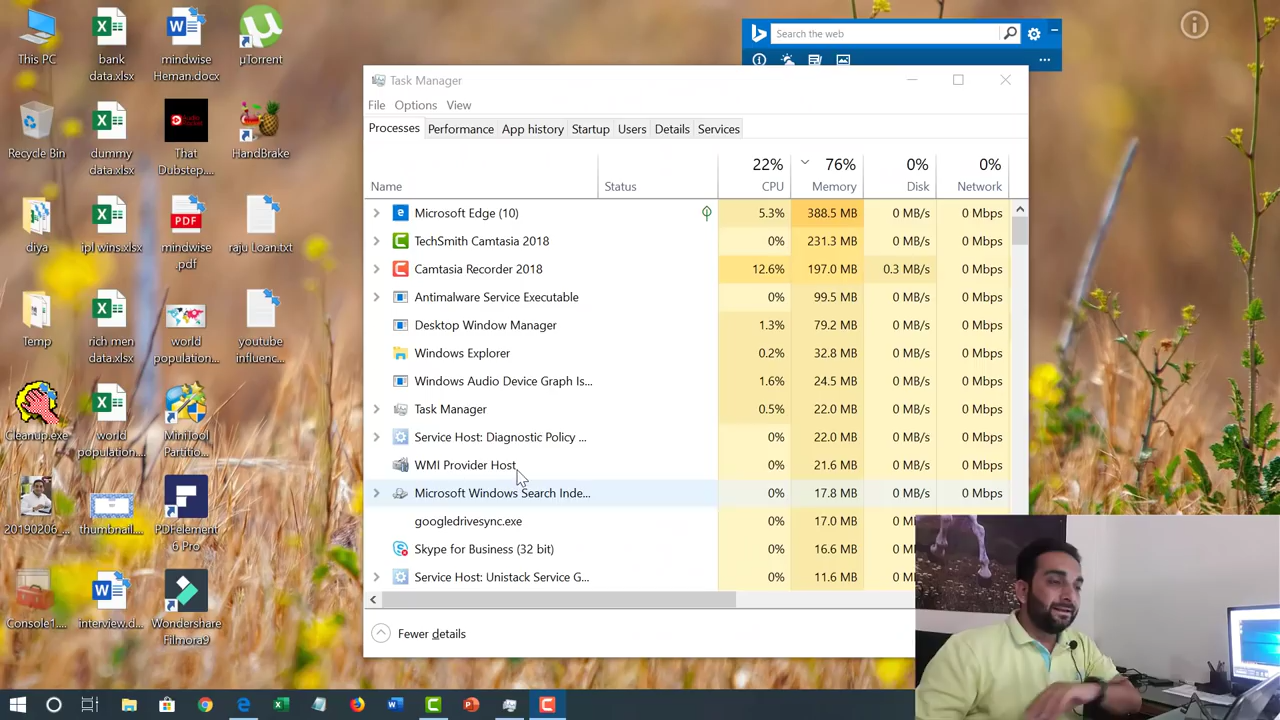 This PC
bank
data.xlsx
mindwise
Heman.docx
µTorrent
Recycle Bin
dummy
data.xlsx
That
Dubstep....
HandBrake
diya
ipl wins.xlsx
mindwise
.pdf
raju Loan.txt
Temp
rich men
data.xlsx
world
population...
youtube
influenc...
Cleanup.exe
world
population...
MiniTool
Partitio...
20190206_...
thumbnail...
PDFelement
6 Pro
Console1....
interview.d...
Wondershare
Filmora9
Search the web
Task Manager
File Options View
Processes Performance App history Startup Users Details Services
22% 76% 0% 0%
Name Status CPU Memory Disk Network
Microsoft Edge (10) 5.3% 388.5 MB 0 MB/s 0 Mbps
TechSmith Camtasia 2018 0% 231.3 MB 0 MB/s 0 Mbps
Camtasia Recorder 2018 12.6% 197.0 MB 0.3 MB/s 0 Mbps
Antimalware Service Executable 0% 99.5 MB 0 MB/s 0 Mbps
Desktop Window Manager 1.3% 79.2 MB 0 MB/s 0 Mbps
Windows Explorer 0.2% 32.8 MB 0 MB/s 0 Mbps
Windows Audio Device Graph Is... 1.6% 24.5 MB 0 MB/s 0 Mbps
Task Manager 0.5% 22.0 MB 0 MB/s 0 Mbps
Service Host: Diagnostic Policy ... 0% 22.0 MB 0 MB/s 0 Mbps
WMI Provider Host 0% 21.6 MB 0 MB/s 0 Mbps
Microsoft Windows Search Inde... 0% 17.8 MB 0 MB/s 0 Mbps
googledrivesync.exe 0% 17.0 MB
Skype for Business (32 bit) 0% 16.6 MB
Service Host: Unistack Service G... 0% 11.6 MB
Fewer details